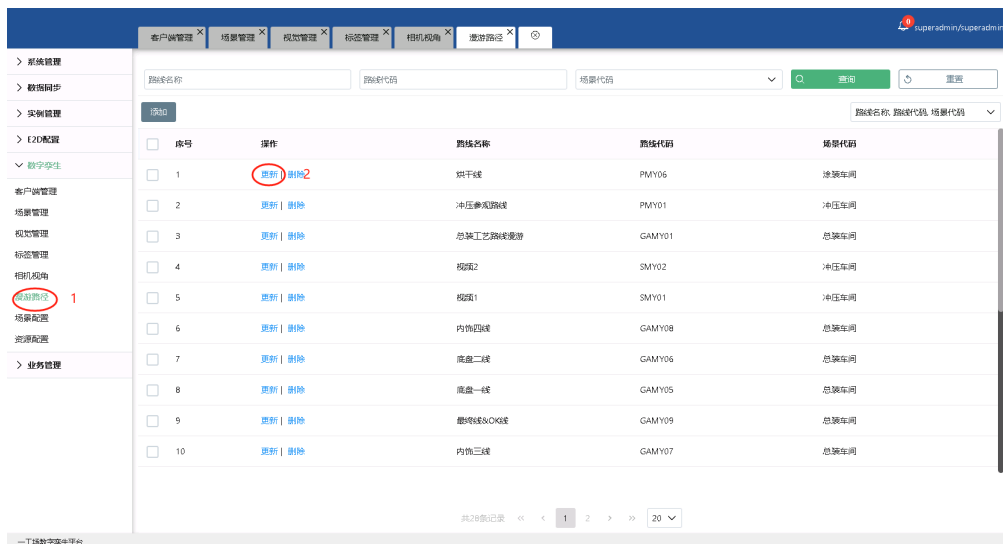 客户端管理 场景管理 视觉管理 标签管理 相机视角 漫游路径 0 superadmin/superadmin
系统管理
数据同步
实例管理
E2D配置
数字孪生
客户端管理
场景管理
视觉管理
标签管理
相机视角
漫游路径 1
场景配置
资源配置
业务管理
路线名称 路线代码 场景代码 查询 重置
添加 路线名称, 路线代码, 场景代码
序号 操作 路线名称 路线代码 场景代码
1 更新 | 删除 2 烘干线 PMY06 涂装车间
2 更新 | 删除 冲压参观路线 PMY01 冲压车间
3 更新 | 删除 总装工艺路线漫游 GAMY01 总装车间
4 更新 | 删除 视频2 SMY02 冲压车间
5 更新 | 删除 视频1 SMY01 冲压车间
6 更新 | 删除 内饰四线 GAMY08 总装车间
7 更新 | 删除 底盘二线 GAMY06 总装车间
8 更新 | 删除 底盘一线 GAMY05 总装车间
9 更新 | 删除 最终线&OK线 GAMY09 总装车间
10 更新 | 删除 内饰三线 GAMY07 总装车间
共28条记录 1 2 20
一工场数字孪生平台